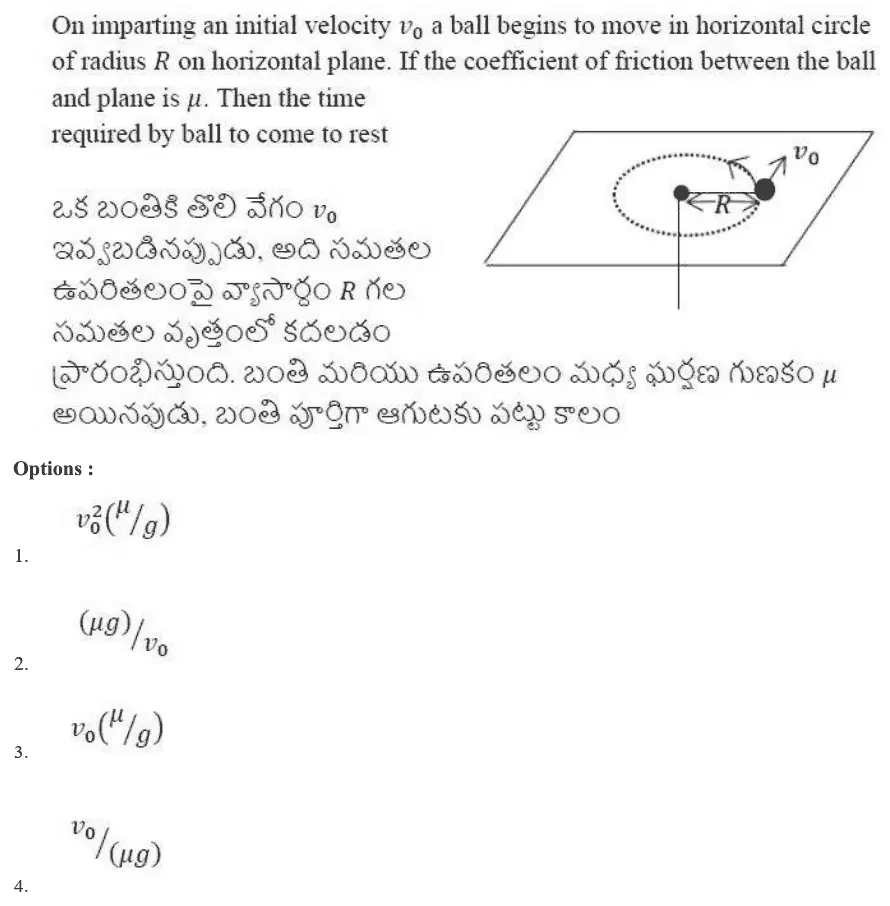 On imparting an initial velocity v₀ a ball begins to move in horizontal circle
of radius R on horizontal plane. If the coefficient of friction between the ball
and plane is μ. Then the time
required by ball to come to rest
v₀
R
ఒక బంతికి తొలి వేగం v₀
ఇవ్వబడినప్పుడు, అది సమతల
ఉపరితలంపై వ్యాసార్ధం R గల
సమతల వృత్తంలో కదలడం
ప్రారంభిస్తుంది. బంతి మరియు ఉపరితలం మధ్య ఘర్షణ గుణకం μ
అయినపుడు, బంతి పూర్తిగా ఆగుటకు పట్టు కాలం
Options :
1. v₀²(μ/g)
2. (μg)/v₀
3. v₀(μ/g)
4. v₀/(μg)